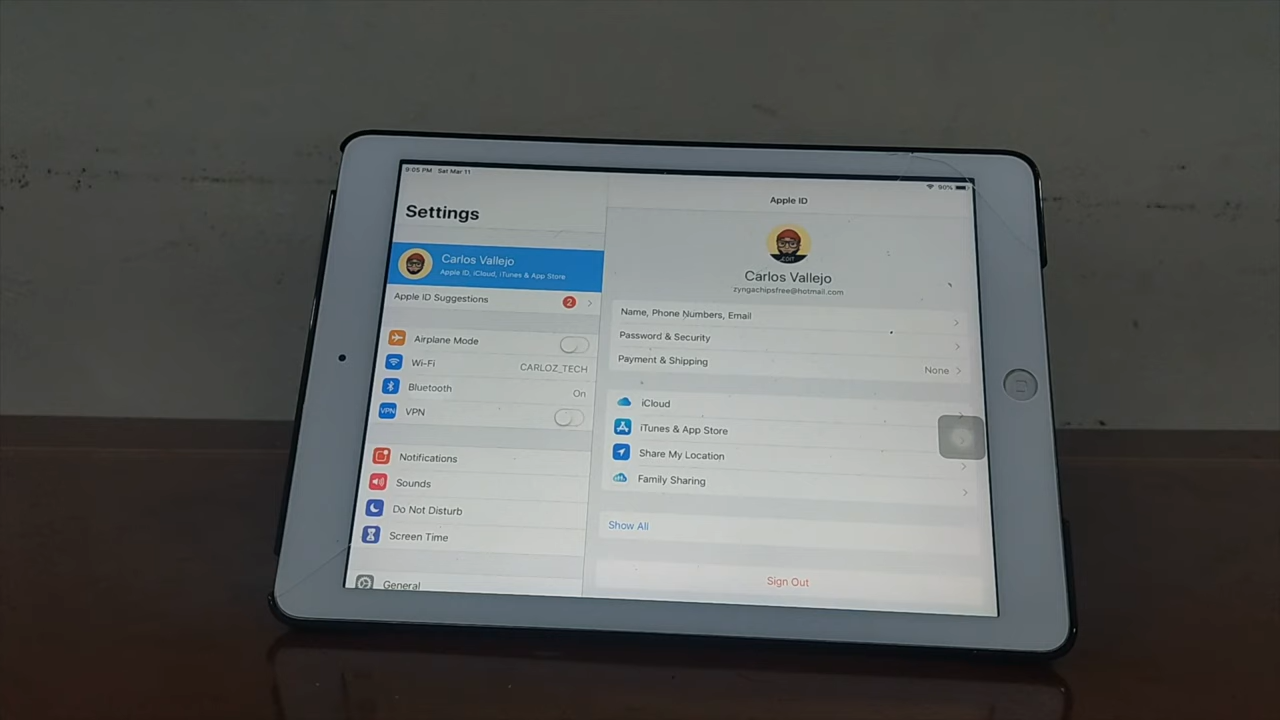 9:05 PM Sat Mar 11
90%
Settings
Carlos Vallejo
Apple ID, iCloud, iTunes & App Store
Apple ID Suggestions 2
Airplane Mode
Wi-Fi CARLOZ_TECH
Bluetooth On
VPN VPN
Notifications
Sounds
Do Not Disturb
Screen Time
General
Apple ID
EDIT
Carlos Vallejo
zyngachipsfree@hotmail.com
Name, Phone Numbers, Email
Password & Security
Payment & Shipping None
iCloud
iTunes & App Store
Share My Location
Family Sharing
Show All
Sign Out